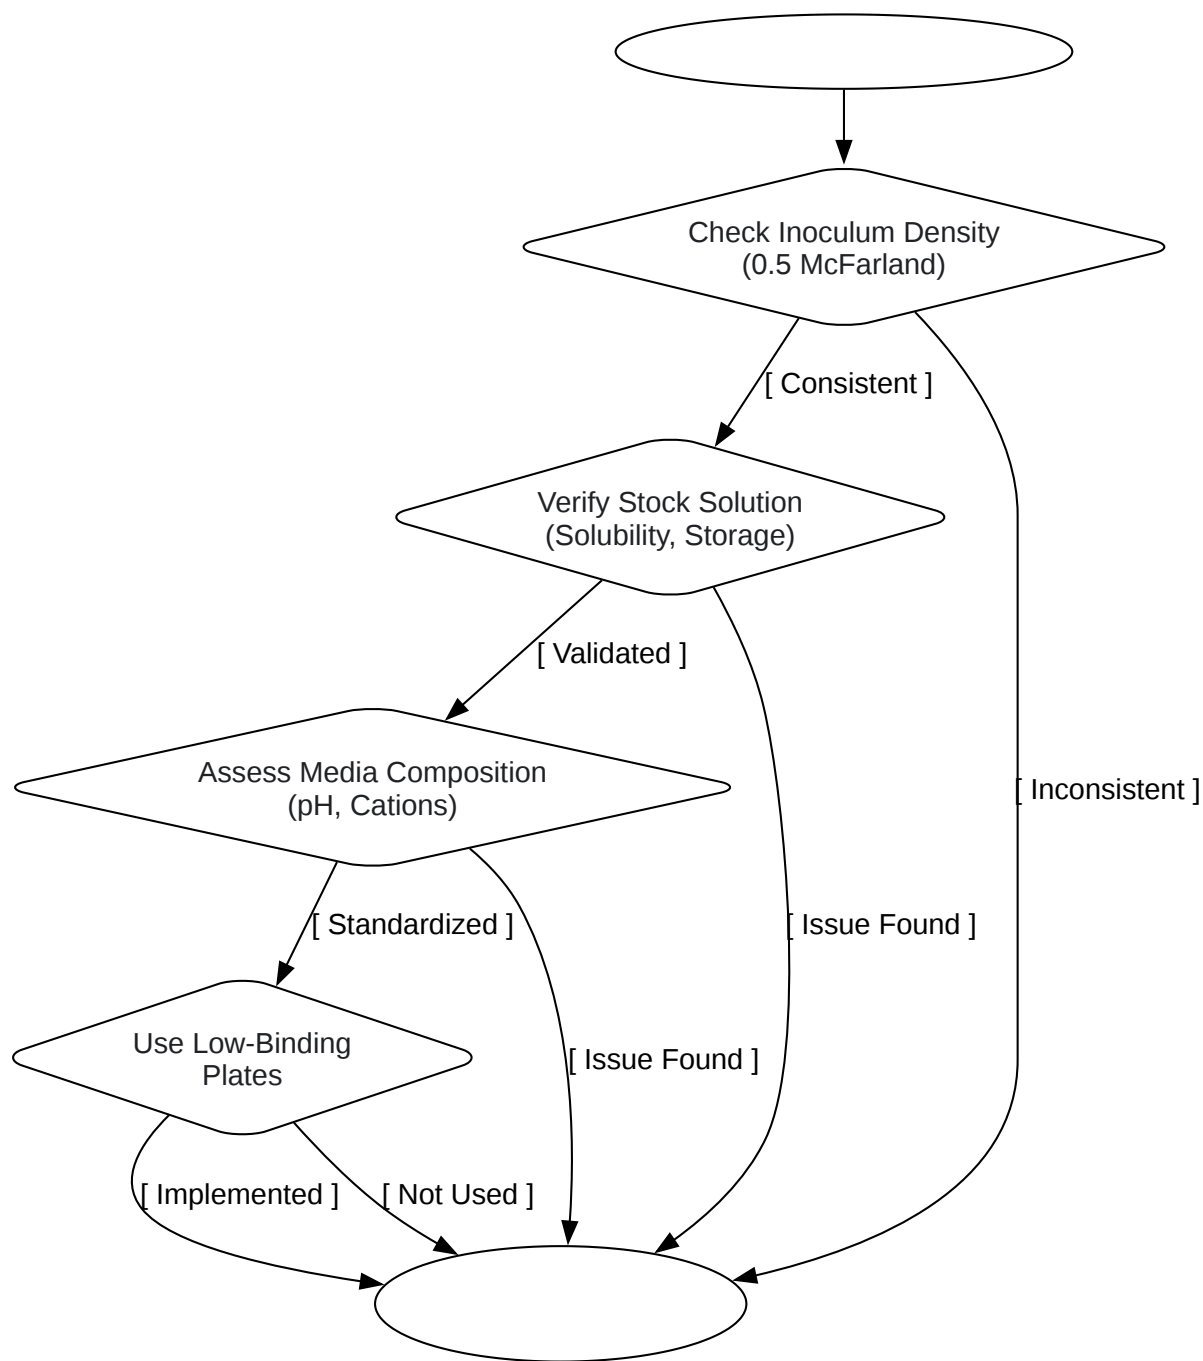 Check Inoculum Density
(0.5 McFarland)
[ Consistent ]
Verify Stock Solution
(Solubility, Storage)
[ Validated ]
Assess Media Composition
(pH, Cations)
[ Inconsistent ]
[ Standardized ]
[ Issue Found ]
Use Low-Binding
Plates
[ Issue Found ]
[ Implemented ]
[ Not Used ]